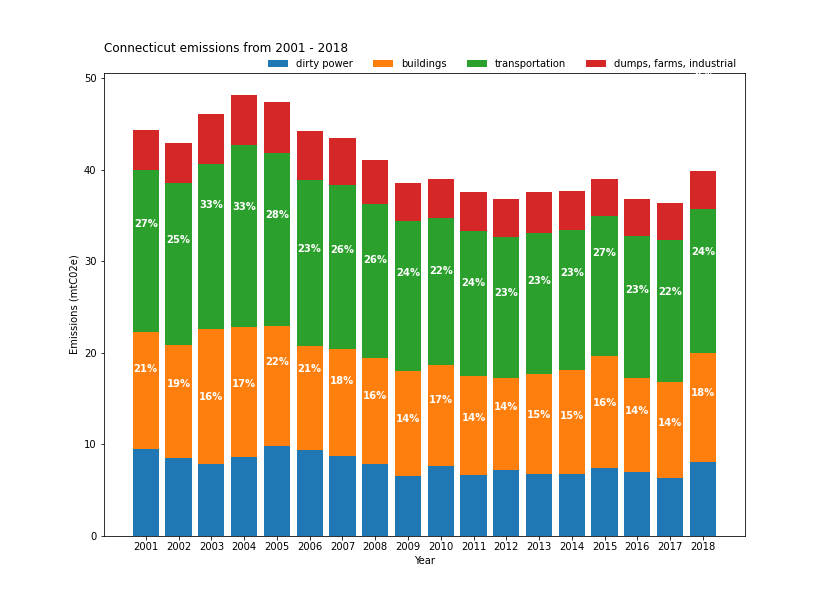 Connecticut emissions from 2001 - 2018
dirty power buildings transportation dumps, farms, industrial
50
40
30
20
10
0
Emissions (mtC02e)
27% 25% 33% 33% 28% 23% 26% 26% 24% 22% 24% 23% 23% 23% 27% 23% 22% 24%
21% 19% 16% 17% 22% 21% 18% 16% 14% 17% 14% 14% 15% 15% 16% 14% 14% 18%
2001 2002 2003 2004 2005 2006 2007 2008 2009 2010 2011 2012 2013 2014 2015 2016 2017 2018
Year